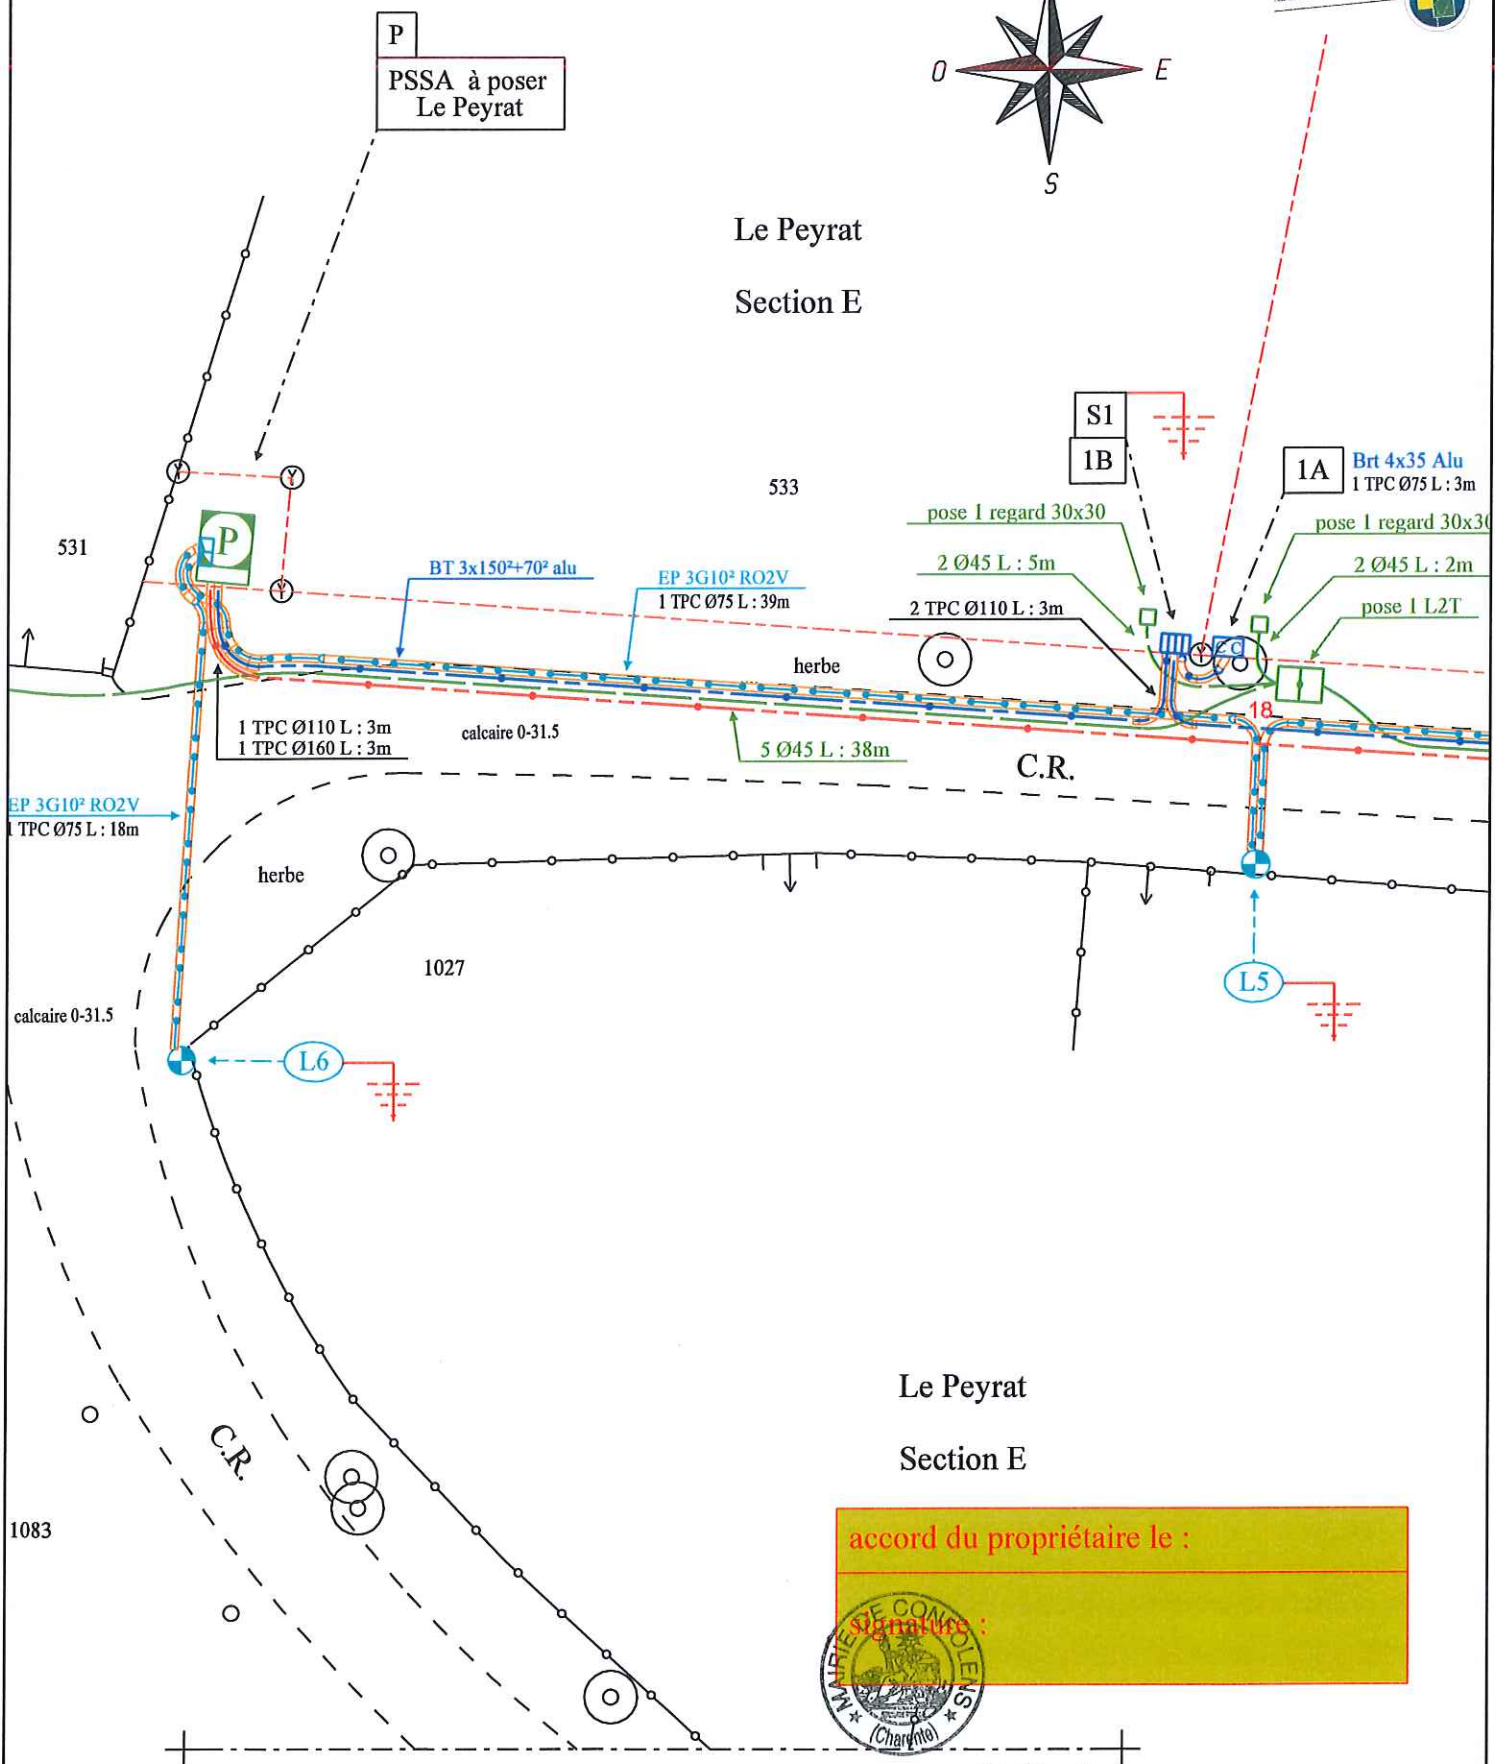 P
PSSA à poser
Le Peyrat
O
E
S
Le Peyrat
Section E
S1
1B
1A
Brt 4x35 Alu
1 TPC Ø75 L : 3m
533
pose 1 regard 30x30
pose 1 regard 30x30
531
2 Ø45 L : 5m
2 Ø45 L : 2m
P
BT 3x150²+70² alu
EP 3G10² RO2V
1 TPC Ø75 L : 39m
2 TPC Ø110 L : 3m
pose 1 L2T
Y
Y
Y
Y
C C
herbe
18
1 TPC Ø110 L : 3m
1 TPC Ø160 L : 3m
calcaire 0-31.5
5 Ø45 L : 38m
C.R.
EP 3G10² RO2V
1 TPC Ø75 L : 18m
herbe
1027
L5
calcaire 0-31.5
L6
Le Peyrat
Section E
C.R.
1083
accord du propriétaire le :
signature :
MAIRIE DE CONFOLENS
(Charente)